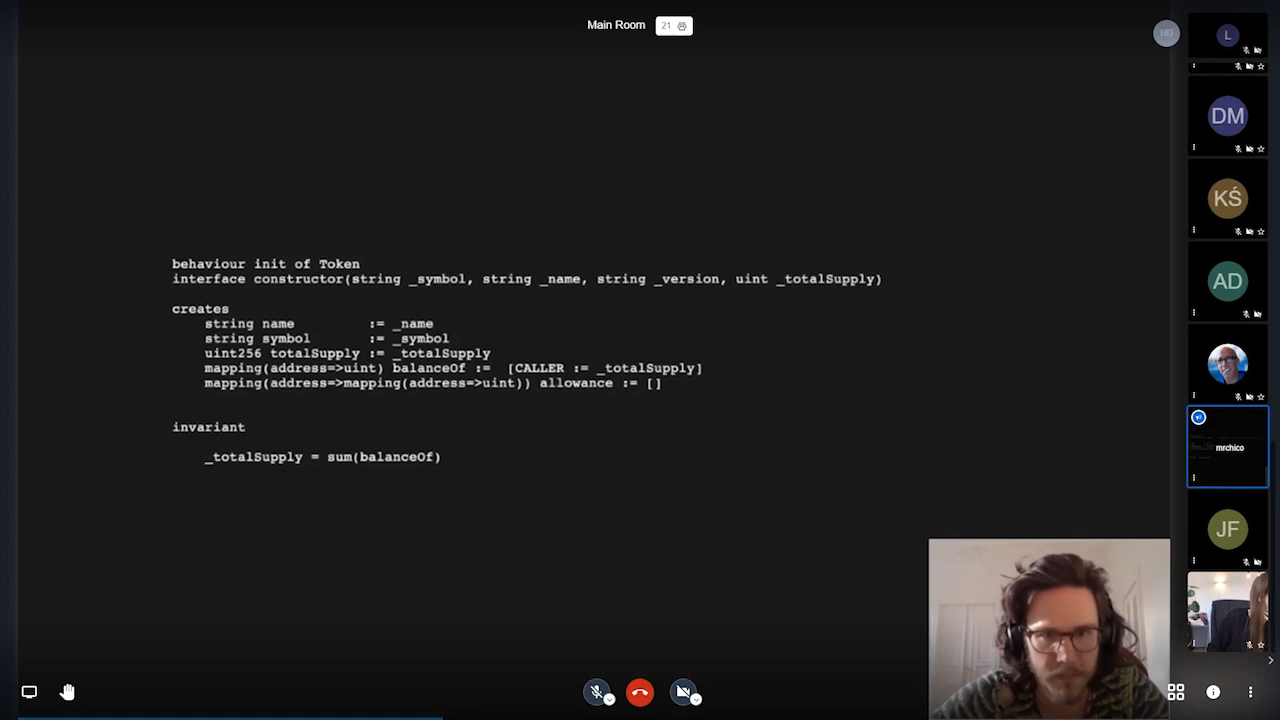 Main Room 21
HD
L
DM
KŚ
AD
behaviour init of Token
interface constructor(string _symbol, string _name, string _version, uint _totalSupply)
creates
string name := _name
string symbol := _symbol
uint256 totalSupply := _totalSupply
mapping(address=>uint) balanceOf := [CALLER := _totalSupply]
mapping(address=>mapping(address=>uint)) allowance := []
invariant
_totalSupply = sum(balanceOf)
mrchico
JF